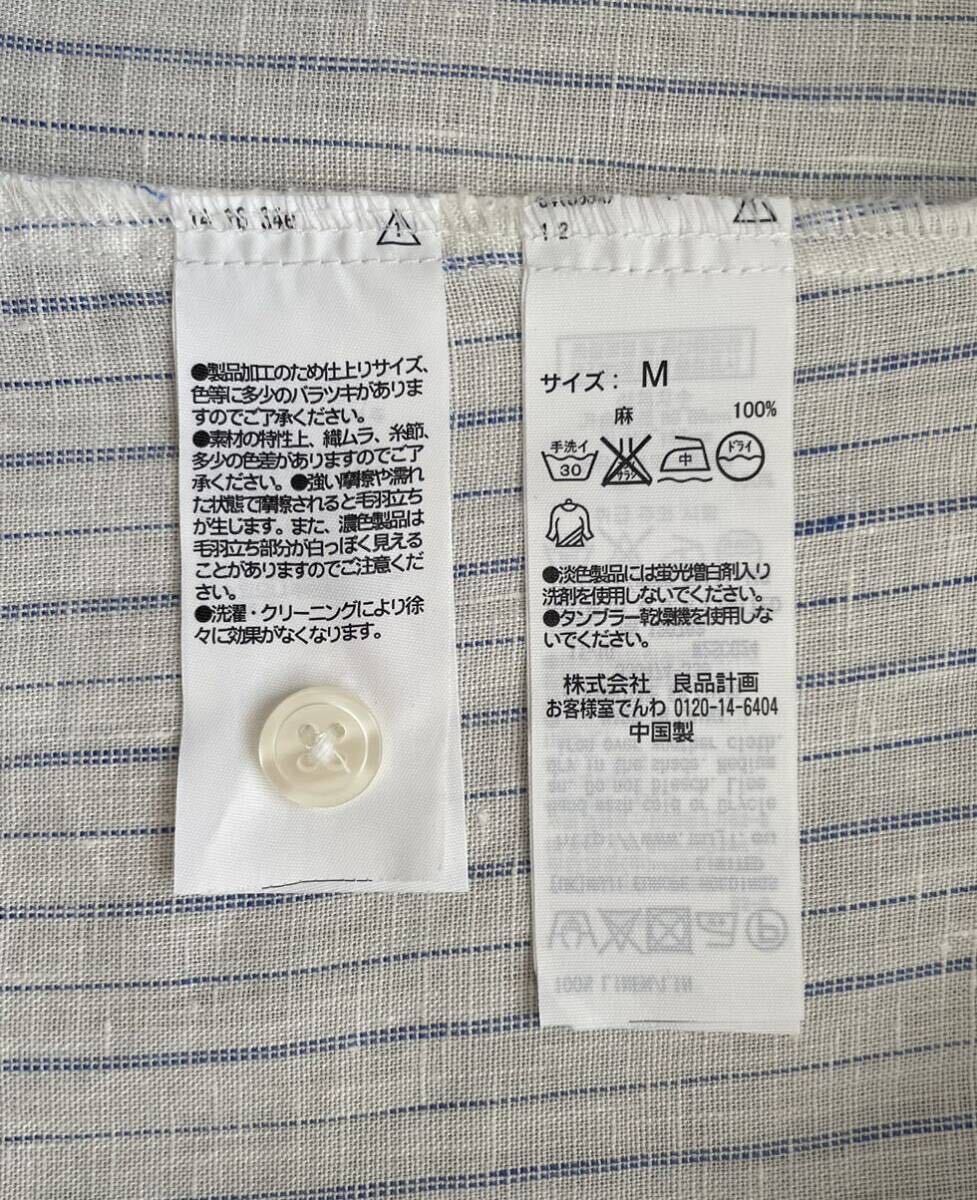 ●製品加工のため仕上りサイズ、
色等に多少のバラツキがありま
すのでご了承ください。
●素材の特性上、織ムラ、糸節、
多少の色差がありますのでご了
承ください。●強い摩擦や濡れ
た状態で摩擦されると毛羽立ち
が生じます。また、濃色製品は
毛羽立ち部分が白っぽく見える
ことがありますのでご注意くだ
さい。
●洗濯・クリーニングにより徐
々に効果がなくなります。
1 2
サイズ: M
麻 100%
手洗イ
30
中
ドライ
●淡色製品には蛍光増白剤入り
洗剤を使用しないでください。
●タンブラー乾燥機を使用しな
いでください。
株式会社 良品計画
お客様室でんわ 0120-14-6404
中国製